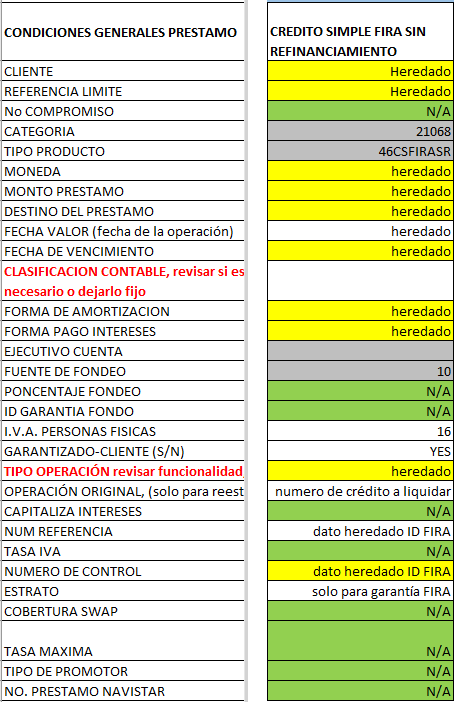 CONDICIONES GENERALES PRESTAMO CREDITO SIMPLE FIRA SIN
REFINANCIAMIENTO
CLIENTE Heredado
REFERENCIA LIMITE Heredado
No COMPROMISO N/A
CATEGORIA 21068
TIPO PRODUCTO 46CSFIRASR
MONEDA heredado
MONTO PRESTAMO heredado
DESTINO DEL PRESTAMO heredado
FECHA VALOR (fecha de la operación) heredado
FECHA DE VENCIMIENTO heredado
CLASIFICACION CONTABLE, revisar si es
necesario o dejarlo fijo
FORMA DE AMORTIZACION heredado
FORMA PAGO INTERESES heredado
EJECUTIVO CUENTA
FUENTE DE FONDEO 10
PONCENTAJE FONDEO N/A
ID GARANTIA FONDO N/A
I.V.A. PERSONAS FISICAS 16
GARANTIZADO-CLIENTE (S/N) YES
TIPO OPERACIÓN revisar funcionalidad, heredado
OPERACIÓN ORIGINAL, (solo para reest numero de crédito a liquidar
CAPITALIZA INTERESES N/A
NUM REFERENCIA dato heredado ID FIRA
TASA IVA N/A
NUMERO DE CONTROL dato heredado ID FIRA
ESTRATO solo para garantía FIRA
COBERTURA SWAP N/A
TASA MAXIMA N/A
TIPO DE PROMOTOR N/A
NO. PRESTAMO NAVISTAR N/A